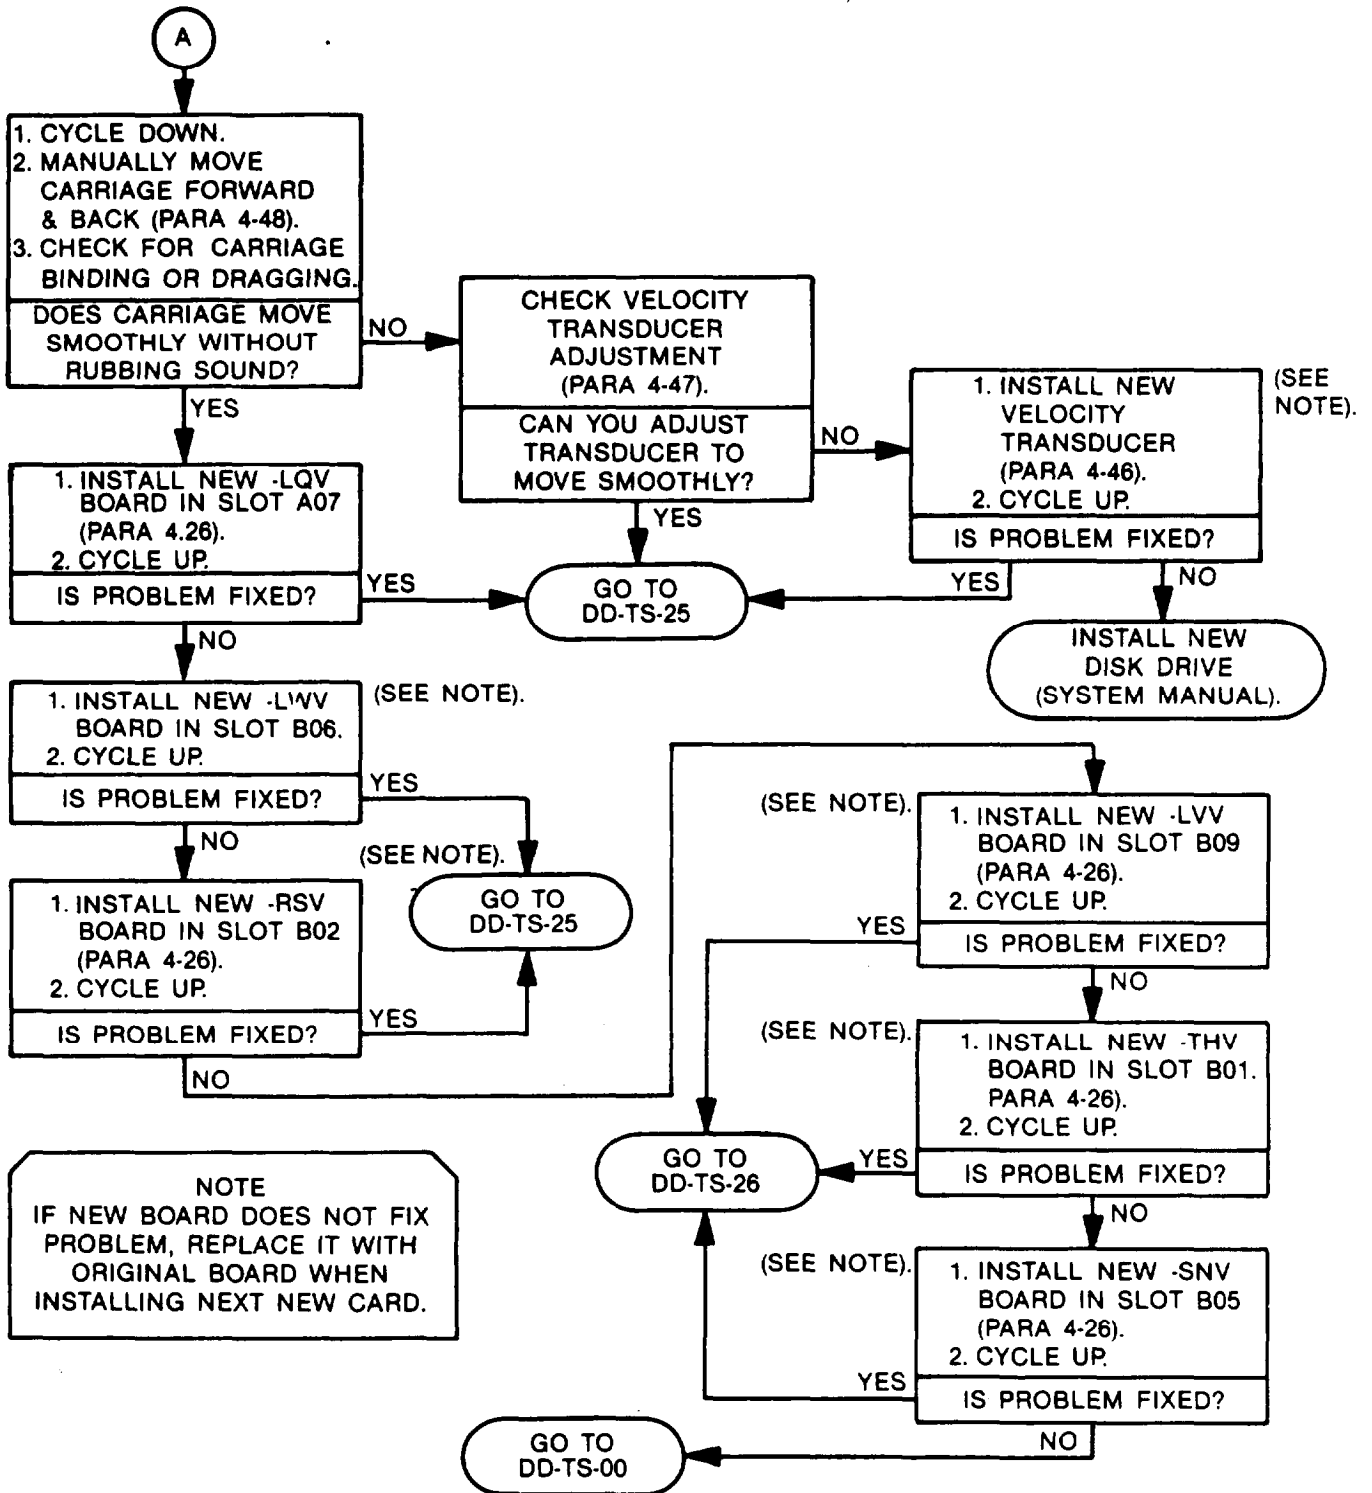 A
1. CYCLE DOWN.
2. MANUALLY MOVE
CARRIAGE FORWARD
& BACK (PARA 4-48).
3. CHECK FOR CARRIAGE
BINDING OR DRAGGING.
DOES CARRIAGE MOVE
SMOOTHLY WITHOUT
RUBBING SOUND?
NO
YES
CHECK VELOCITY
TRANSDUCER
ADJUSTMENT
(PARA 4-47).
CAN YOU ADJUST
TRANSDUCER TO
MOVE SMOOTHLY?
NO
YES
1. INSTALL NEW
VELOCITY
TRANSDUCER
(PARA 4-46).
2. CYCLE UP.
IS PROBLEM FIXED?
(SEE
NOTE).
YES
NO
INSTALL NEW
DISK DRIVE
(SYSTEM MANUAL).
1. INSTALL NEW -LQV
BOARD IN SLOT A07
(PARA 4.26).
2. CYCLE UP.
IS PROBLEM FIXED?
YES
NO
GO TO
DD-TS-25
1. INSTALL NEW -LWV
BOARD IN SLOT B06.
2. CYCLE UP.
IS PROBLEM FIXED?
(SEE NOTE).
YES
NO
(SEE NOTE).
1. INSTALL NEW -RSV
BOARD IN SLOT B02
(PARA 4-26).
2. CYCLE UP.
IS PROBLEM FIXED?
YES
NO
GO TO
DD-TS-25
(SEE NOTE).
1. INSTALL NEW -LVV
BOARD IN SLOT B09
(PARA 4-26).
2. CYCLE UP.
IS PROBLEM FIXED?
YES
NO
(SEE NOTE).
1. INSTALL NEW -THV
BOARD IN SLOT B01.
PARA 4-26).
2. CYCLE UP.
IS PROBLEM FIXED?
YES
NO
GO TO
DD-TS-26
(SEE NOTE).
1. INSTALL NEW -SNV
BOARD IN SLOT B05
(PARA 4-26).
2. CYCLE UP.
IS PROBLEM FIXED?
YES
NO
GO TO
DD-TS-00
NOTE
IF NEW BOARD DOES NOT FIX
PROBLEM, REPLACE IT WITH
ORIGINAL BOARD WHEN
INSTALLING NEXT NEW CARD.